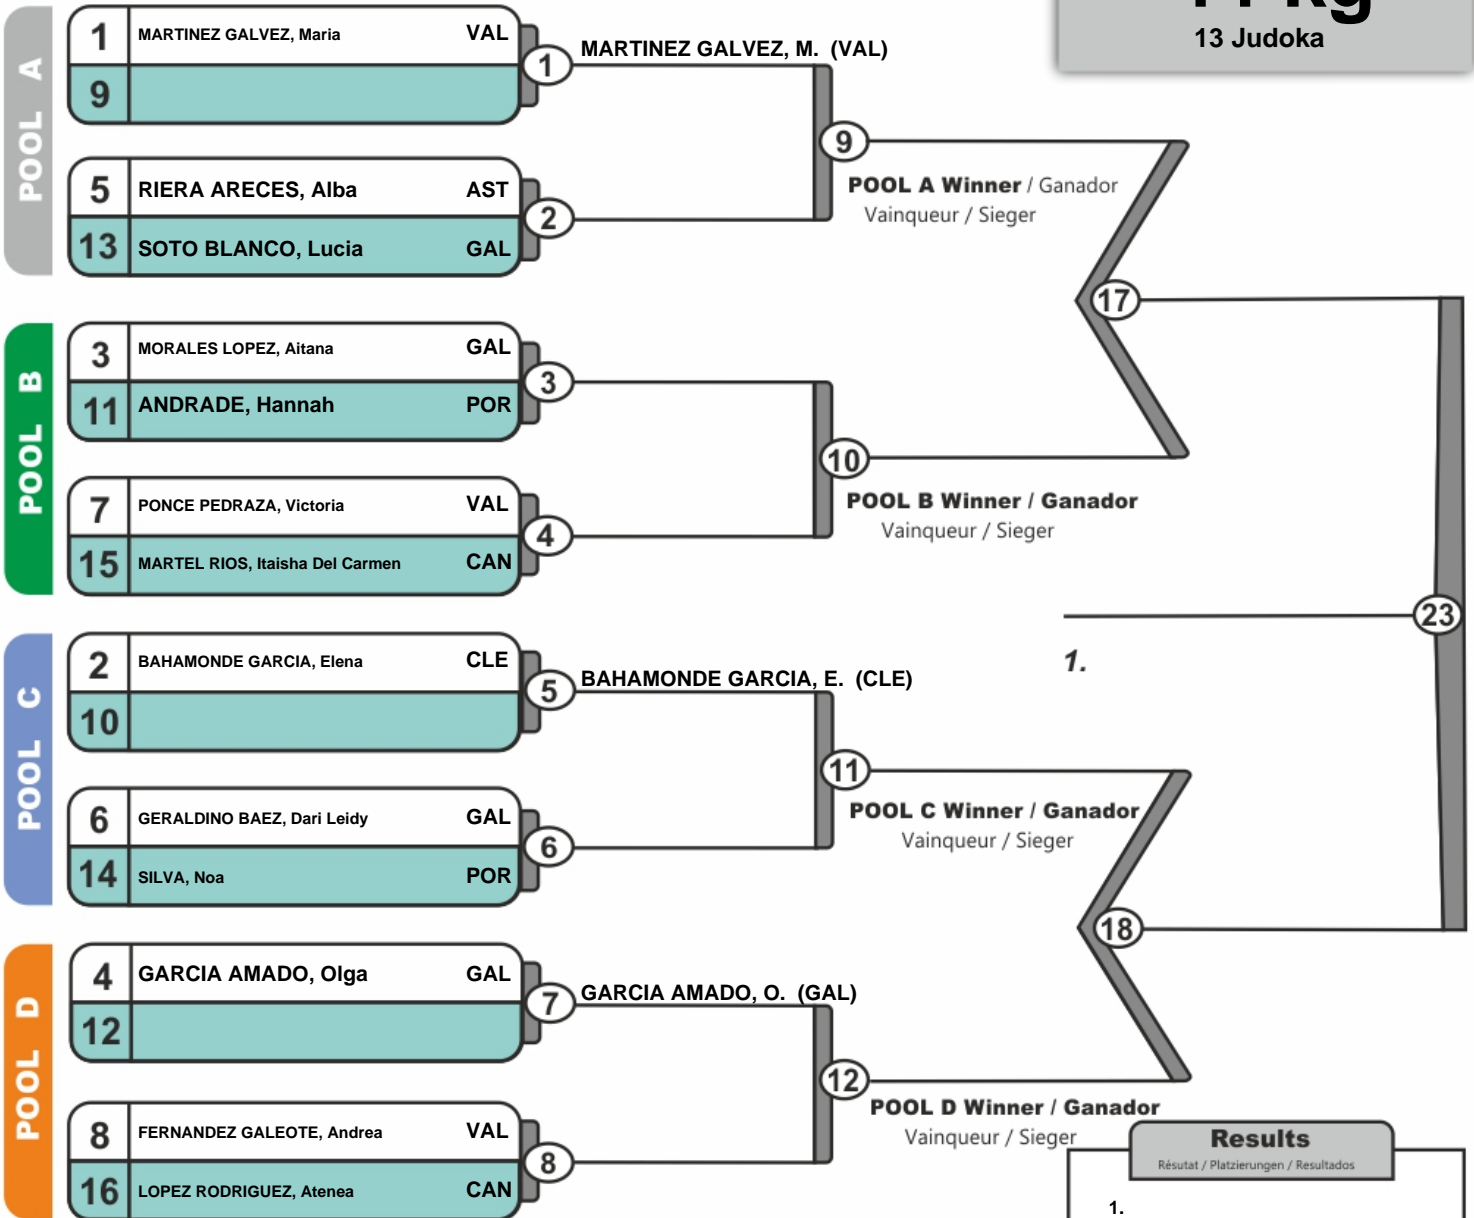 13 Judoka
POOL A
1 MARTINEZ GALVEZ, Maria VAL
9
1
MARTINEZ GALVEZ, M. (VAL)
5 RIERA ARECES, Alba AST
13 SOTO BLANCO, Lucia GAL
2
9
POOL A Winner / Ganador
Vainqueur / Sieger
POOL B
3 MORALES LOPEZ, Aitana GAL
11 ANDRADE, Hannah POR
3
7 PONCE PEDRAZA, Victoria VAL
15 MARTEL RIOS, Itaisha Del Carmen CAN
4
10
POOL B Winner / Ganador
Vainqueur / Sieger
17
23
1.
POOL C
2 BAHAMONDE GARCIA, Elena CLE
10
5
BAHAMONDE GARCIA, E. (CLE)
6 GERALDINO BAEZ, Dari Leidy GAL
14 SILVA, Noa POR
6
11
POOL C Winner / Ganador
Vainqueur / Sieger
18
POOL D
4 GARCIA AMADO, Olga GAL
12
7
GARCIA AMADO, O. (GAL)
8 FERNANDEZ GALEOTE, Andrea VAL
16 LOPEZ RODRIGUEZ, Atenea CAN
8
12
POOL D Winner / Ganador
Vainqueur / Sieger
Results
Résutat / Platzierungen / Resultados
1.